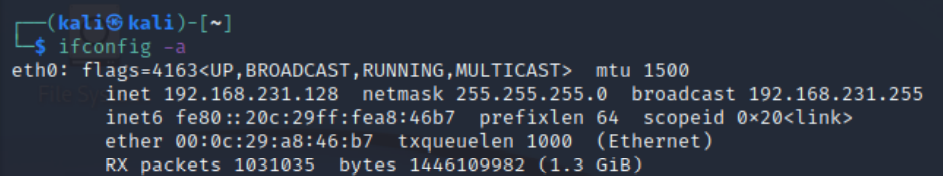 ┌──(kali㉿kali)-[~]
└─$ ifconfig -a
eth0: flags=4163<UP,BROADCAST,RUNNING,MULTICAST>  mtu 1500
        inet 192.168.231.128  netmask 255.255.255.0  broadcast 192.168.231.255
        inet6 fe80::20c:29ff:fea8:46b7  prefixlen 64  scopeid 0×20<link>
        ether 00:0c:29:a8:46:b7  txqueuelen 1000  (Ethernet)
        RX packets 1031035  bytes 1446109982 (1.3 GiB)